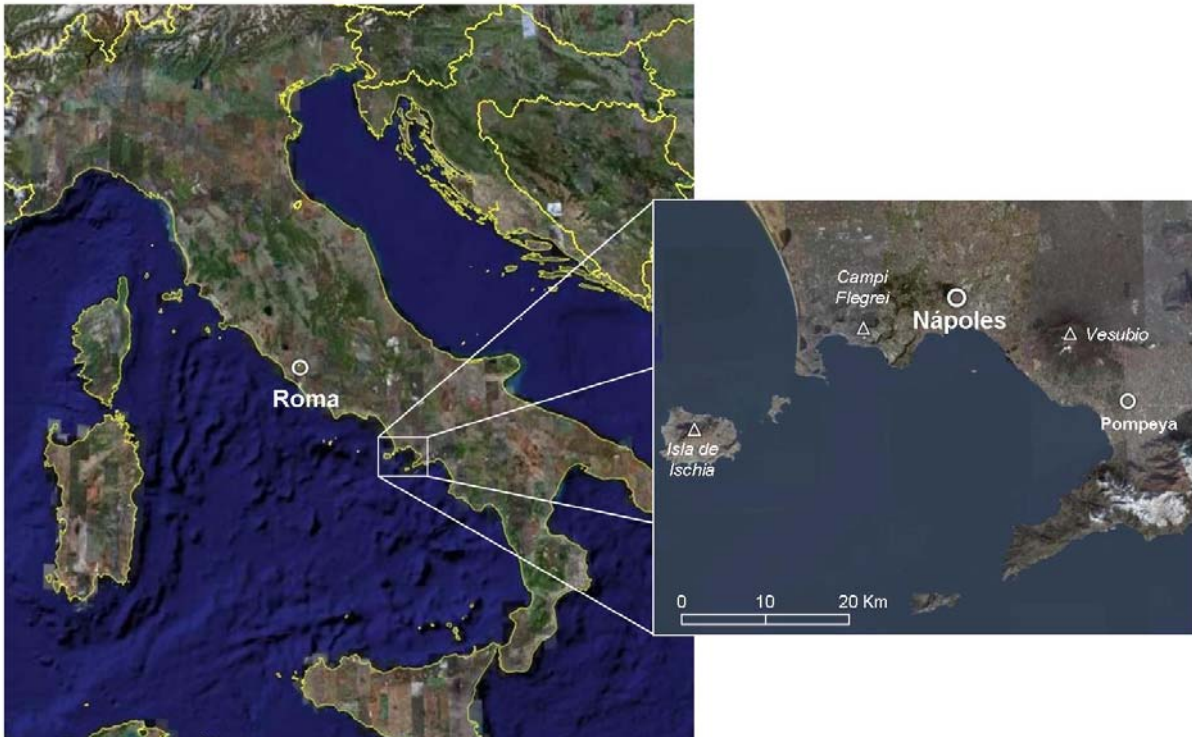 Roma
Campi
Flegrei
Nápoles
Vesubio
Pompeya
Isla de
Ischia
0 10 20 Km